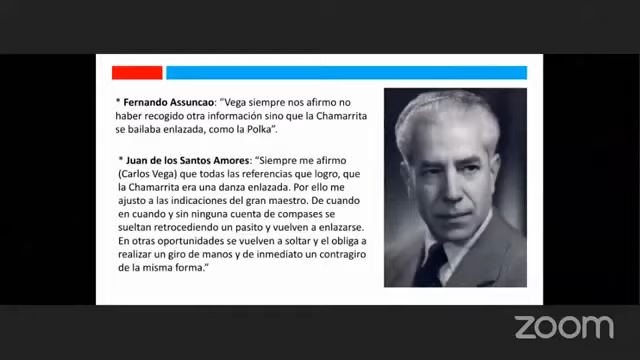 * Fernando Assuncao: “Vega siempre nos afirmo no
haber recogido otra información sino que la Chamarrita
se bailaba enlazada, como la Polka”.
* Juan de los Santos Amores: “Siempre me afirmo
(Carlos Vega) que todas las referencias que logro, que
la Chamarrita era una danza enlazada. Por ello me
ajusto a las indicaciones del gran maestro. De cuando
en cuando y sin ninguna cuenta de compases se
sueltan retrocediendo un pasito y vuelven a enlazarse.
En otras oportunidades se vuelven a soltar y el obliga a
realizar un giro de manos y de inmediato un contragiro
de la misma forma.“
zoom